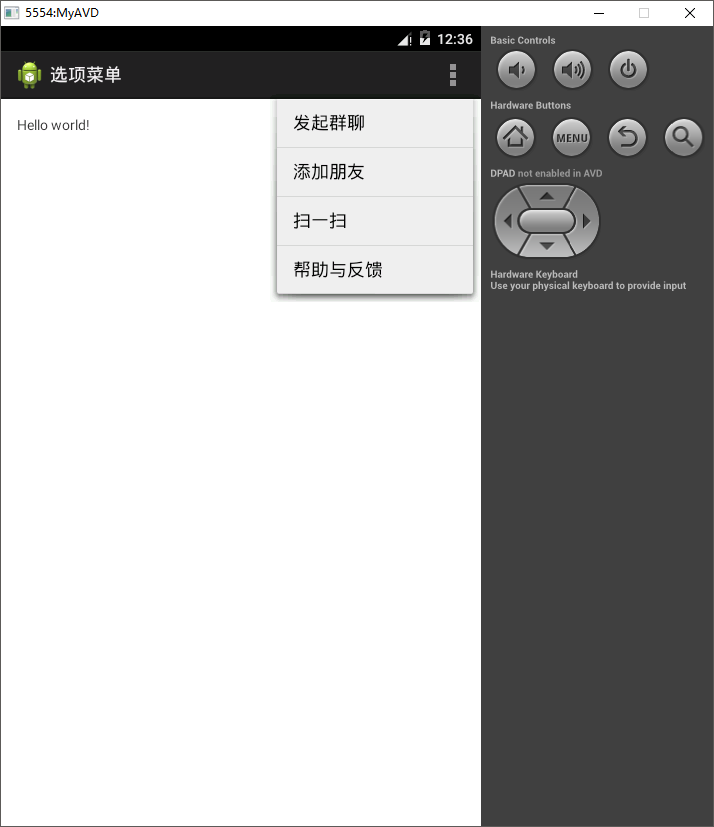 5554:MyAVD
12:36
选项菜单
Hello world!
发起群聊
添加朋友
扫一扫
帮助与反馈
Basic Controls
Hardware Buttons
MENU
DPAD not enabled in AVD
Hardware Keyboard
Use your physical keyboard to provide input